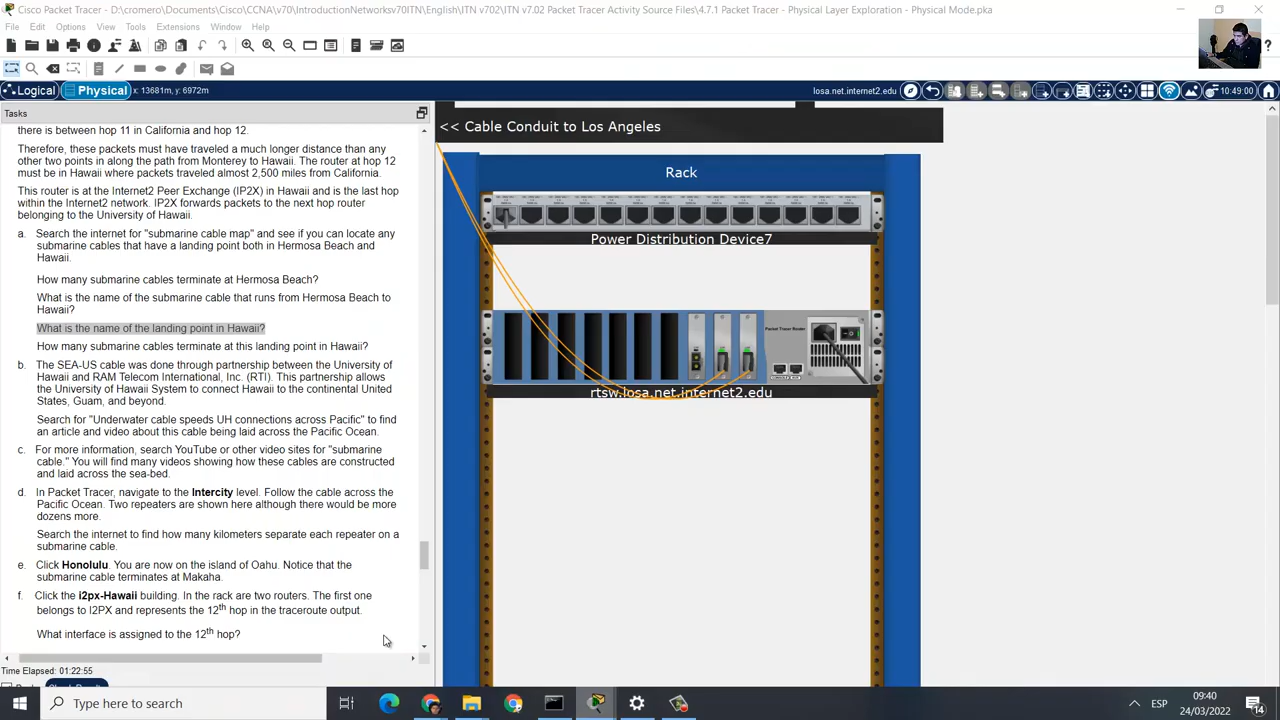 Cisco Packet Tracer - D:\cromero\Documents\Cisco\CCNA\v70\IntroductionNetworksv70ITN\English\ITN v702\ITN v7.02 Packet Tracer Activity Source Files\4.7.1 Packet Tracer - Physical Layer Exploration - Physical Mode.pka
File Edit Options View Tools Extensions Window Help
Logical Physical x: 13681m, y: 6972m
losa.net.internet2.edu 10:49:00
Tasks
there is between hop 11 in California and hop 12.
Therefore, these packets must have traveled a much longer distance than any
other two points in along the path from Monterey to Hawaii. The router at hop 12
must be in Hawaii where packets traveled almost 2,500 miles from California.
This router is at the Internet2 Peer Exchange (IP2X) in Hawaii and is the last hop
within the Internet2 network. IP2X forwards packets to the next hop router
belonging to the University of Hawaii.
a. Search the internet for "submarine cable map" and see if you can locate any
submarine cables that have a landing point both in Hermosa Beach and
Hawaii.
How many submarine cables terminate at Hermosa Beach?
What is the name of the submarine cable that runs from Hermosa Beach to
Hawaii?
What is the name of the landing point in Hawaii?
How many submarine cables terminate at this landing point in Hawaii?
b. The SEA-US cable was done through partnership between the University of
Hawaii and RAM Telecom International, Inc. (RTI). This partnership allows
the University of Hawaii System to connect Hawaii to the continental United
States, Guam, and beyond.
Search for "Underwater cable speeds UH connections across Pacific" to find
an article and video about this cable being laid across the Pacific Ocean.
c. For more information, search YouTube or other video sites for "submarine
cable." You will find many videos showing how these cables are constructed
and laid across the sea-bed.
d. In Packet Tracer, navigate to the Intercity level. Follow the cable across the
Pacific Ocean. Two repeaters are shown here although there would be more
dozens more.
Search the internet to find how many kilometers separate each repeater on a
submarine cable.
e. Click Honolulu. You are now on the island of Oahu. Notice that the
submarine cable terminates at Makaha.
f. Click the i2px-Hawaii building. In the rack are two routers. The first one
belongs to I2PX and represents the 12th hop in the traceroute output.
What interface is assigned to the 12th hop?
Time Elapsed: 01:22:55
<< Cable Conduit to Los Angeles
Rack
Power Distribution Device7
Packet Tracer Router
rtsw.losa.net.internet2.edu
Type here to search
ESP
09:40
24/03/2022
14